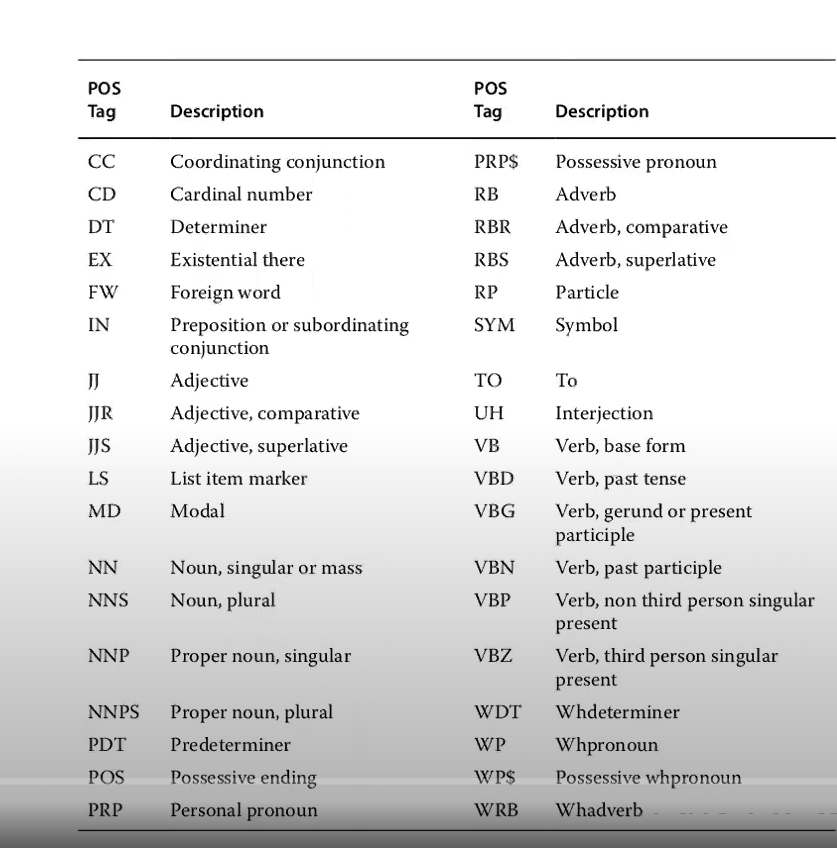 POS Tag Description POS Tag Description
CC Coordinating conjunction PRP$ Possessive pronoun
CD Cardinal number RB Adverb
DT Determiner RBR Adverb, comparative
EX Existential there RBS Adverb, superlative
FW Foreign word RP Particle
IN Preposition or subordinating conjunction SYM Symbol
JJ Adjective TO To
JJR Adjective, comparative UH Interjection
JJS Adjective, superlative VB Verb, base form
LS List item marker VBD Verb, past tense
MD Modal VBG Verb, gerund or present participle
NN Noun, singular or mass VBN Verb, past participle
NNS Noun, plural VBP Verb, non third person singular present
NNP Proper noun, singular VBZ Verb, third person singular present
NNPS Proper noun, plural WDT Whdeterminer
PDT Predeterminer WP Whpronoun
POS Possessive ending WP$ Possessive whpronoun
PRP Personal pronoun WRB Whadverb